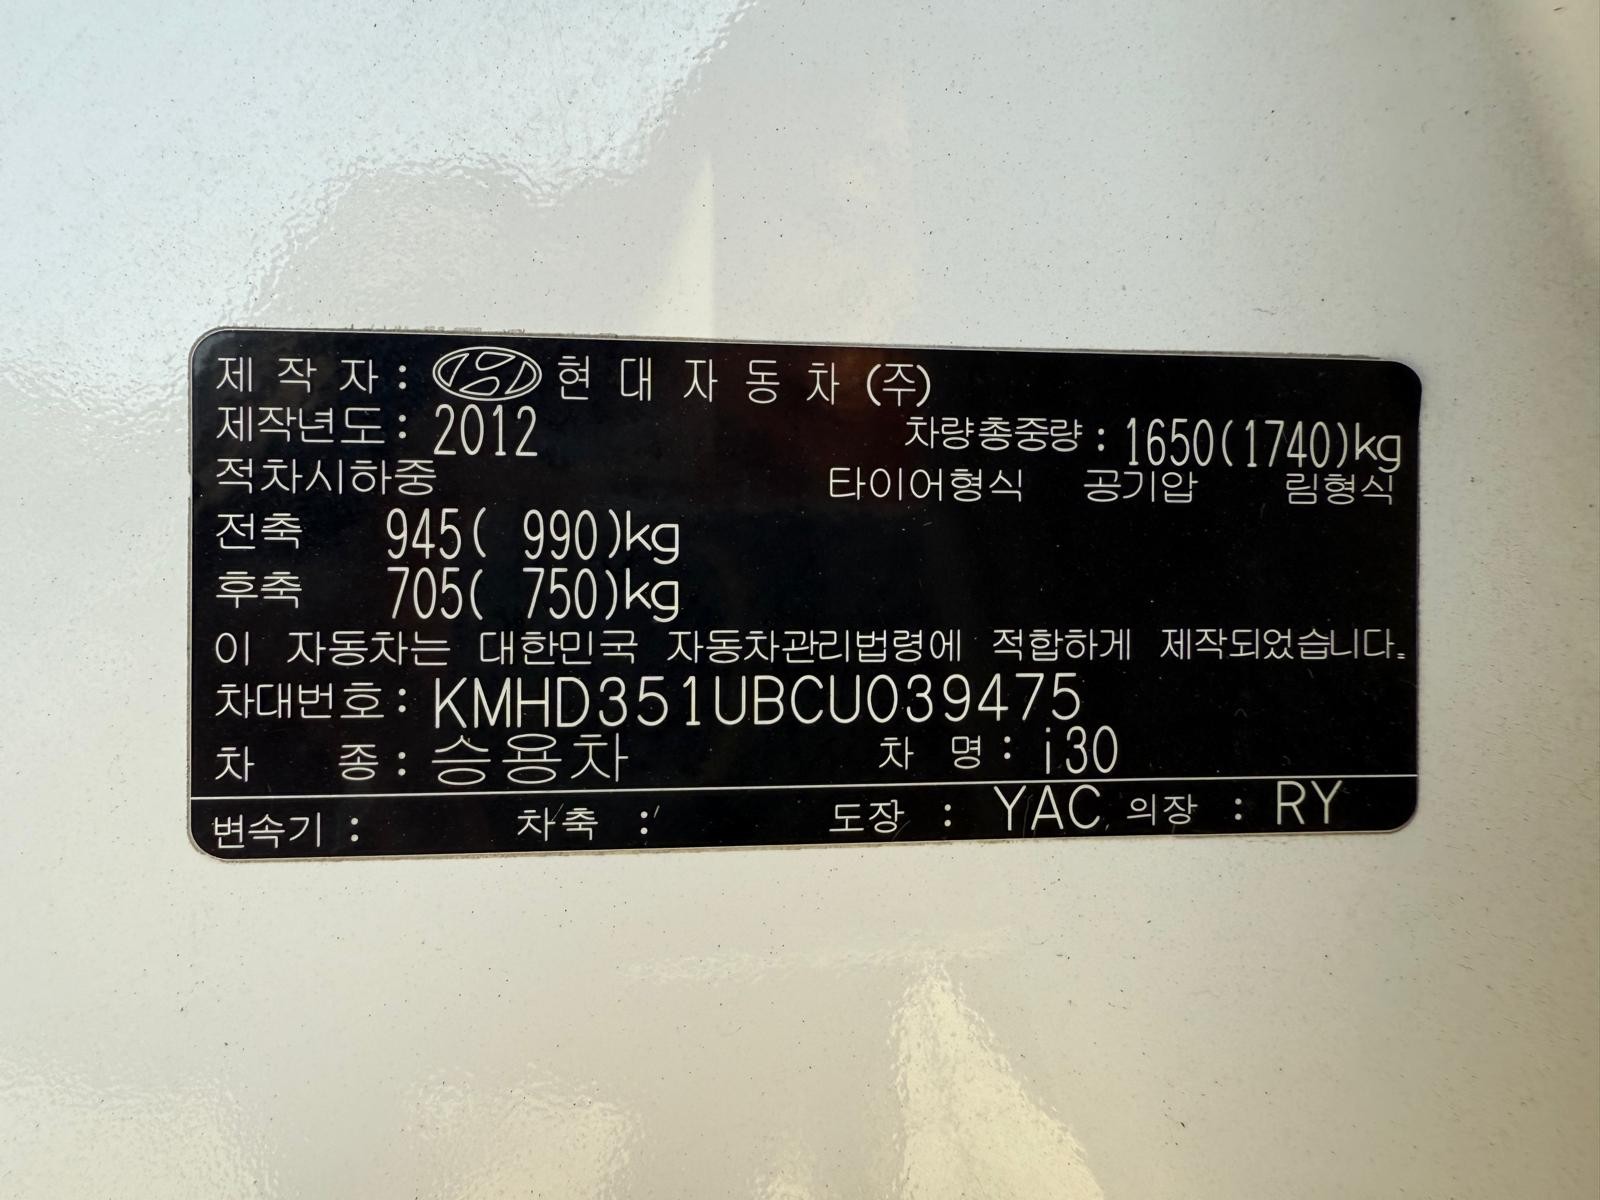 제 작 자 : 현 대 자 동 차 (주)
제작년도 : 2012 차량총중량 : 1650(1740)kg
적차시하중 타이어형식 공기압 림형식
전축 945( 990)kg
후축 705( 750)kg
이 자동차는 대한민국 자동차관리법령에 적합하게 제작되었습니다.
차대번호 : KMHD351UBCU039475
차 종 : 승용차 차 명 : i30
변속기 : 차축 : 도장 : YAC 의장 : RY